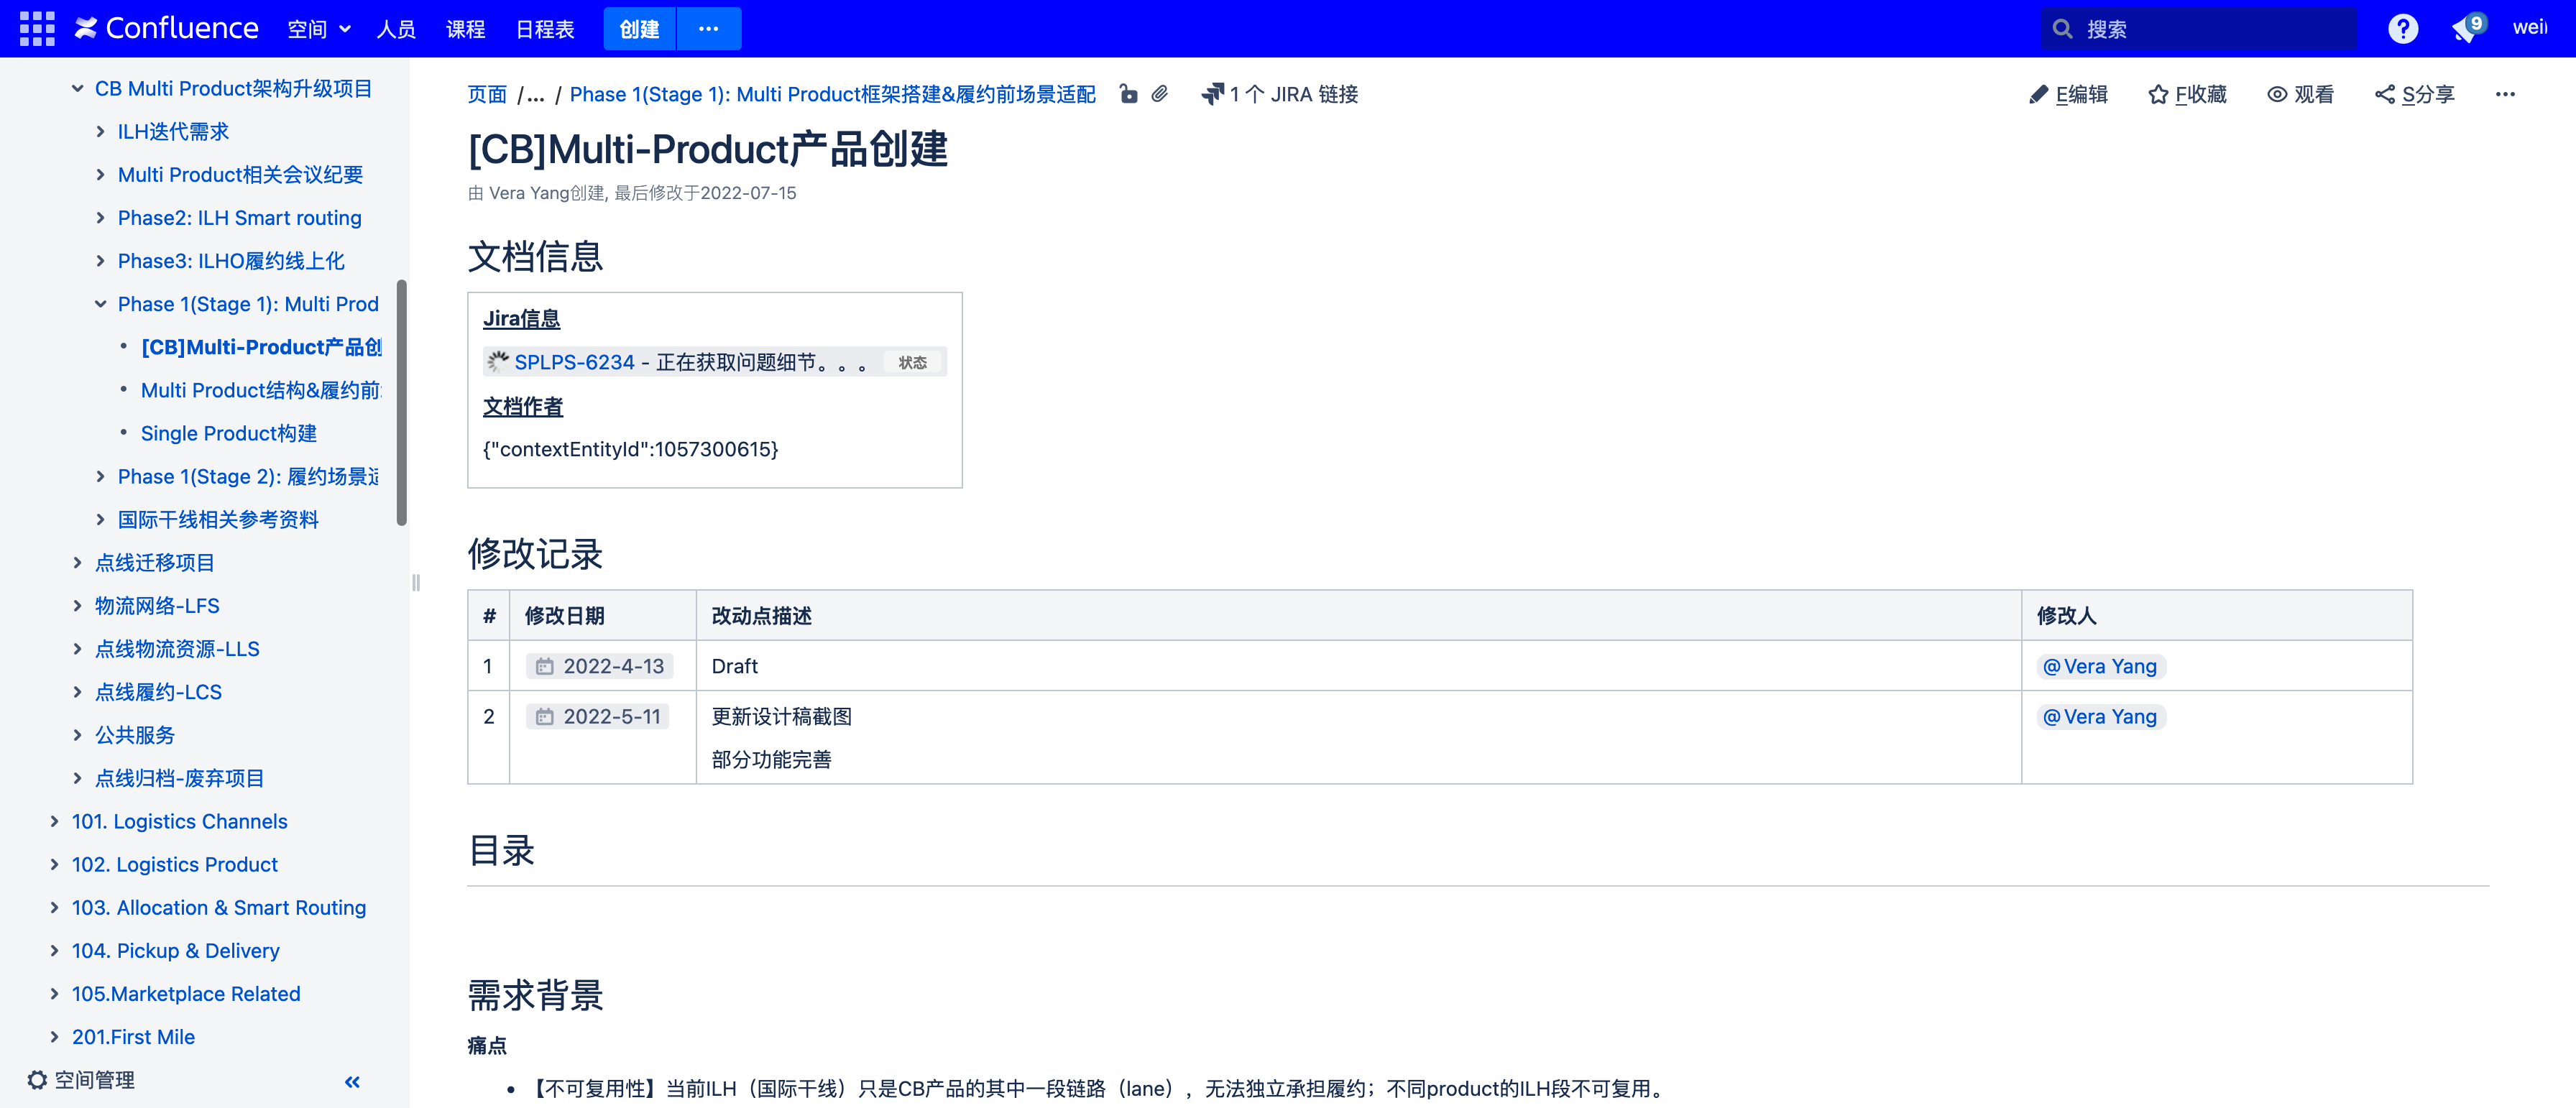 Confluence 空间 人员 课程 日程表 创建 ··· 搜索 ? 9 weil
CB Multi Product架构升级项目
ILH迭代需求
Multi Product相关会议纪要
Phase2: ILH Smart routing
Phase3: ILHO履约线上化
Phase 1(Stage 1): Multi Prod
[CB]Multi-Product产品创
Multi Product结构&履约前
Single Product构建
Phase 1(Stage 2): 履约场景适
国际干线相关参考资料
点线迁移项目
物流网络-LFS
点线物流资源-LLS
点线履约-LCS
公共服务
点线归档-废弃项目
101. Logistics Channels
102. Logistics Product
103. Allocation & Smart Routing
104. Pickup & Delivery
105.Marketplace Related
201.First Mile
空间管理 «
页面 /... / Phase 1(Stage 1): Multi Product框架搭建&履约前场景适配 1 个 JIRA 链接 E编辑 F收藏 观看 S分享 ···
[CB]Multi-Product产品创建
由 Vera Yang创建, 最后修改于2022-07-15
文档信息
Jira信息
SPLPS-6234 - 正在获取问题细节。。。 状态
文档作者
{"contextEntityId":1057300615}
修改记录
# 修改日期 改动点描述 修改人
1 2022-4-13 Draft @Vera Yang
2 2022-5-11 更新设计稿截图 @Vera Yang
部分功能完善
目录
需求背景
痛点
• 【不可复用性】当前ILH（国际干线）只是CB产品的其中一段链路（lane），无法独立承担履约；不同product的ILH段不可复用。